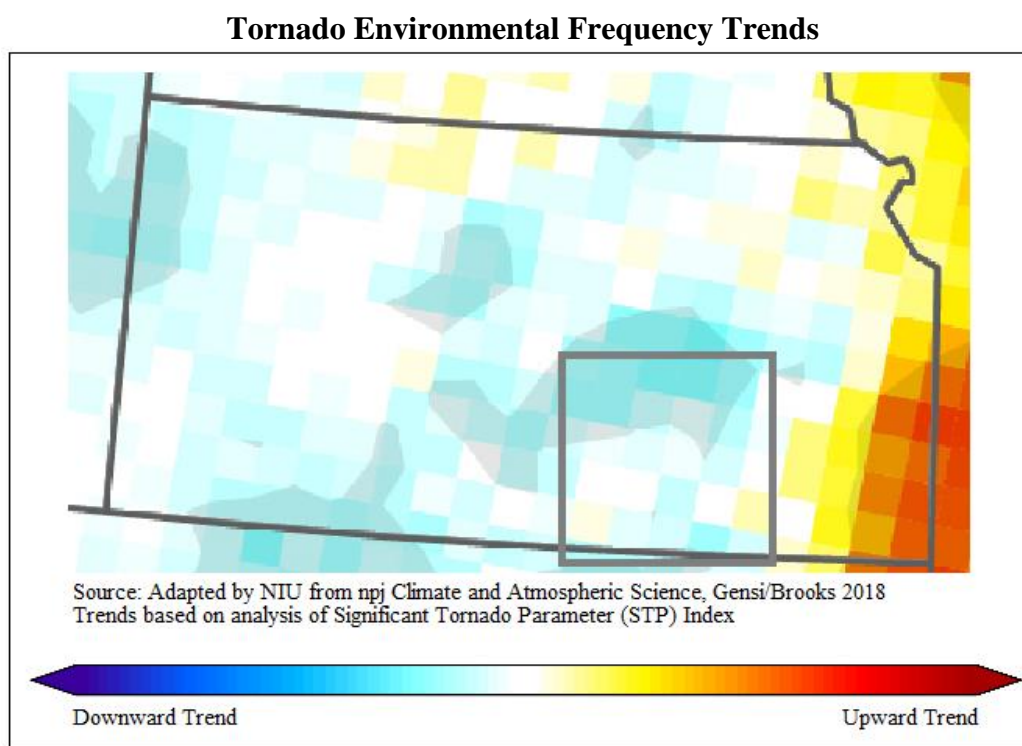 Tornado Environmental Frequency Trends
Source: Adapted by NIU from npj Climate and Atmospheric Science, Gensi/Brooks 2018
Trends based on analysis of Significant Tornado Parameter (STP) Index
Downward Trend
Upward Trend